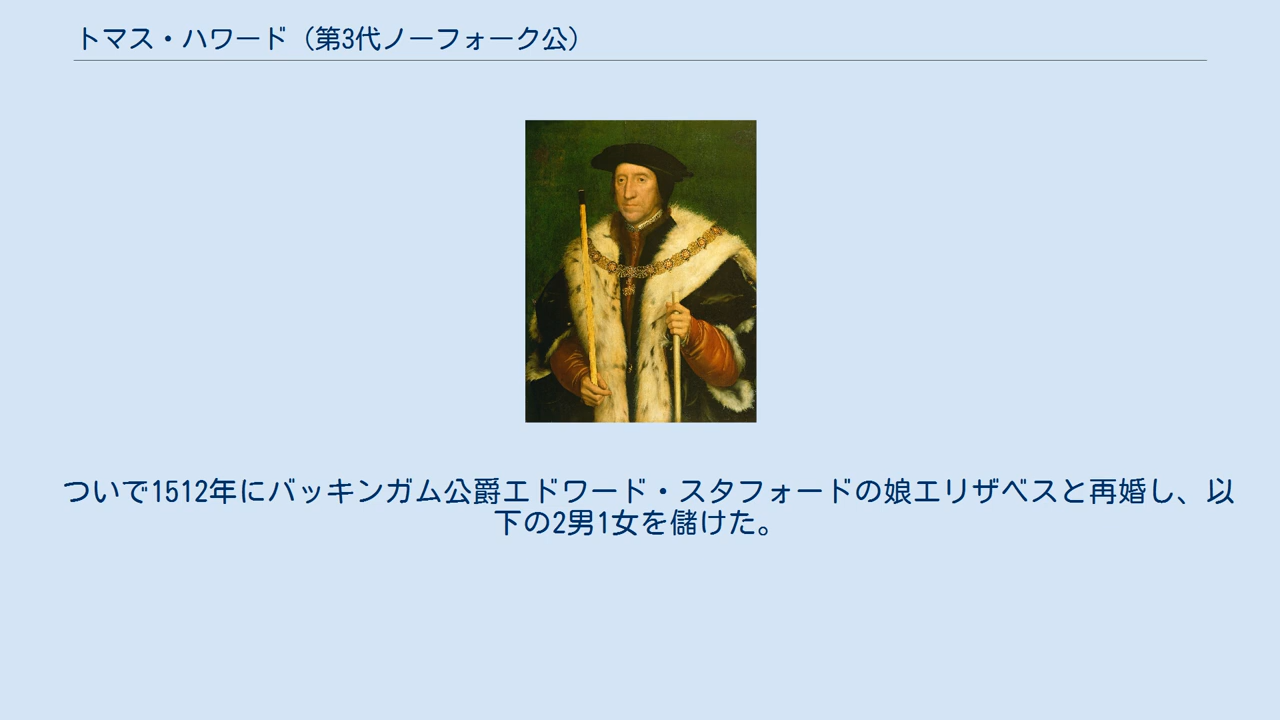 トマス・ハワード（第3代ノーフォーク公）
ついで1512年にバッキンガム公爵エドワード・スタフォードの娘エリザベスと再婚し、以
下の2男1女を儲けた。